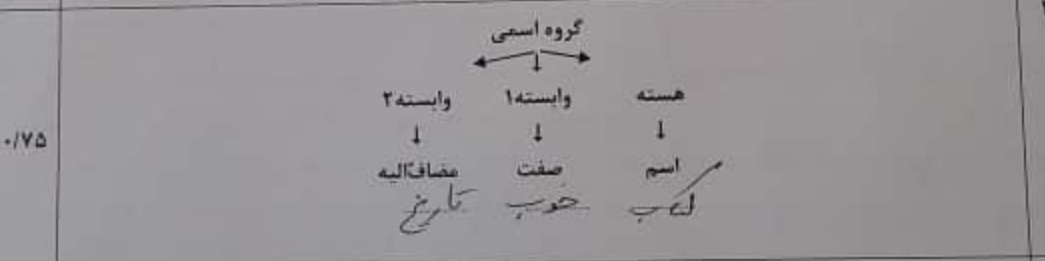 گروه اسمی
هسته وابسته۱ وابسته۲
اسم صفت مضاف‌الیه
کتاب خوب تاریخ
۰/۷۵